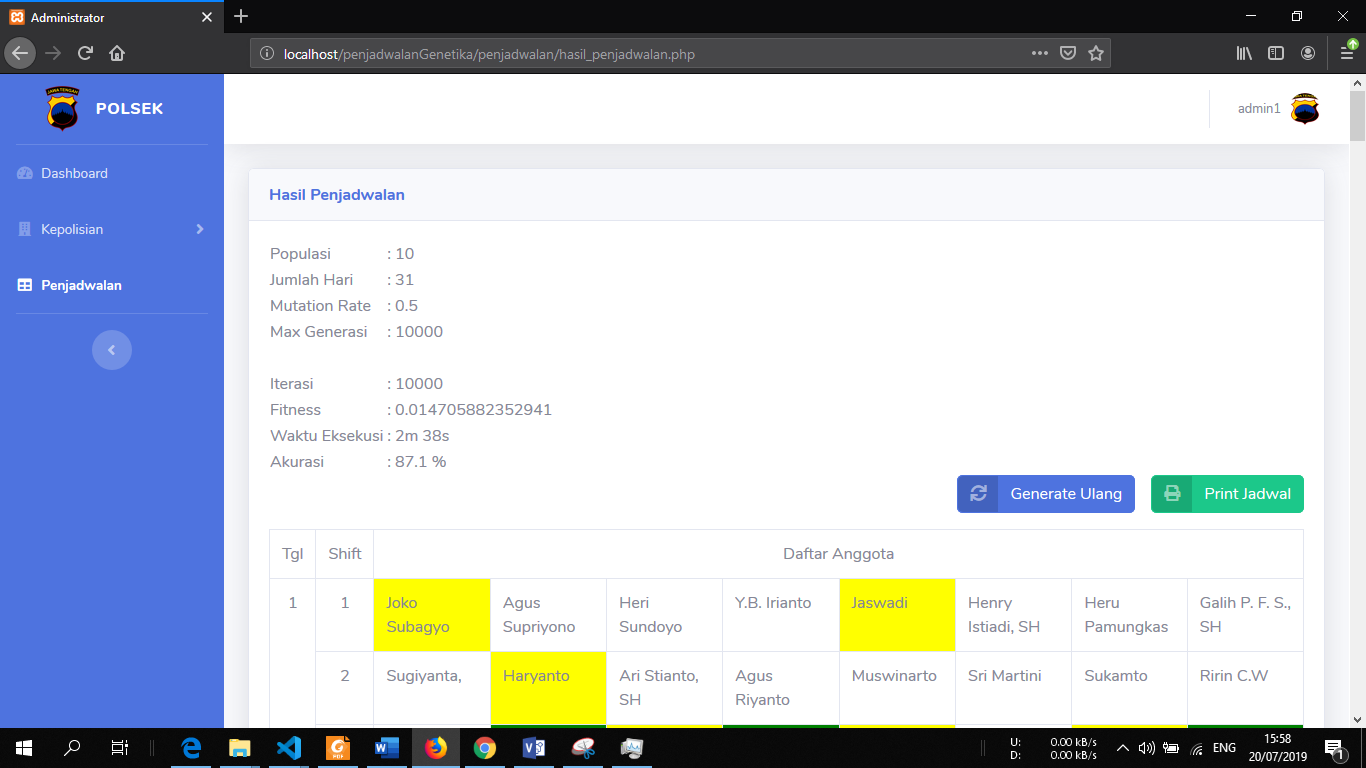 Administrator
localhost/penjadwalanGenetika/penjadwalan/hasil_penjadwalan.php
JAWA TENGAH
POLSEK
admin1
Dashboard
Kepolisian
Penjadwalan
Hasil Penjadwalan
Populasi : 10
Jumlah Hari : 31
Mutation Rate : 0.5
Max Generasi : 10000
Iterasi : 10000
Fitness : 0.014705882352941
Waktu Eksekusi : 2m 38s
Akurasi : 87.1 %
Generate Ulang Print Jadwal
Tgl Shift Daftar Anggota
1 1 Joko Agus Heri Y.B. Irianto Jaswadi Henry Heru Galih P. F. S.,
Subagyo Supriyono Sundoyo Istiadi, SH Pamungkas SH
2 Sugiyanta, Haryanto Ari Stianto, Agus Muswinarto Sri Martini Sukamto Ririn C.W
SH Riyanto
U: 0.00 kB/s
D: 0.00 kB/s
ENG
15:58
20/07/2019
1